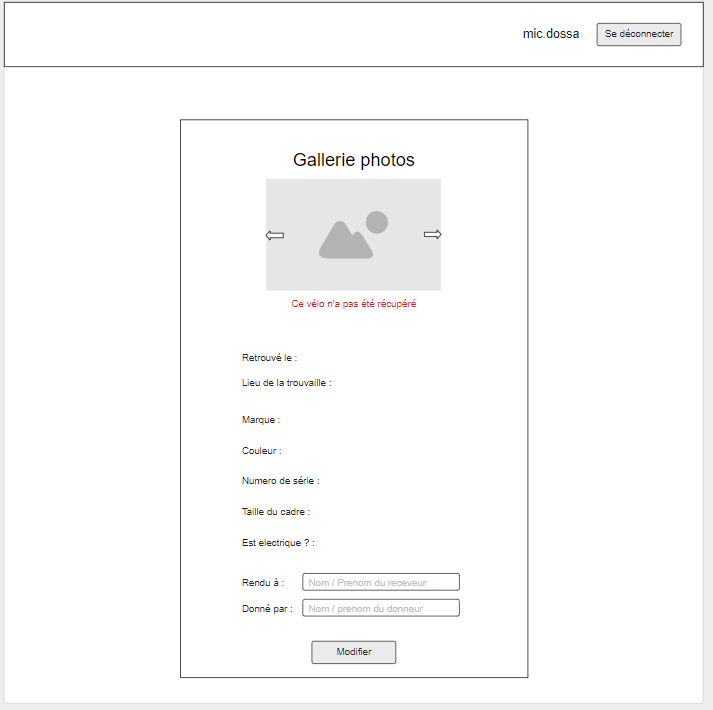 mic.dossa
Se déconnecter
Gallerie photos
Ce vélo n'a pas été récupéré
Retrouvé le :
Lieu de la trouvaille :
Marque :
Couleur :
Numero de série :
Taille du cadre :
Est electrique ? :
Rendu à : Nom / Prenom du receveur
Donné par : Nom / prenom du donneur
Modifier